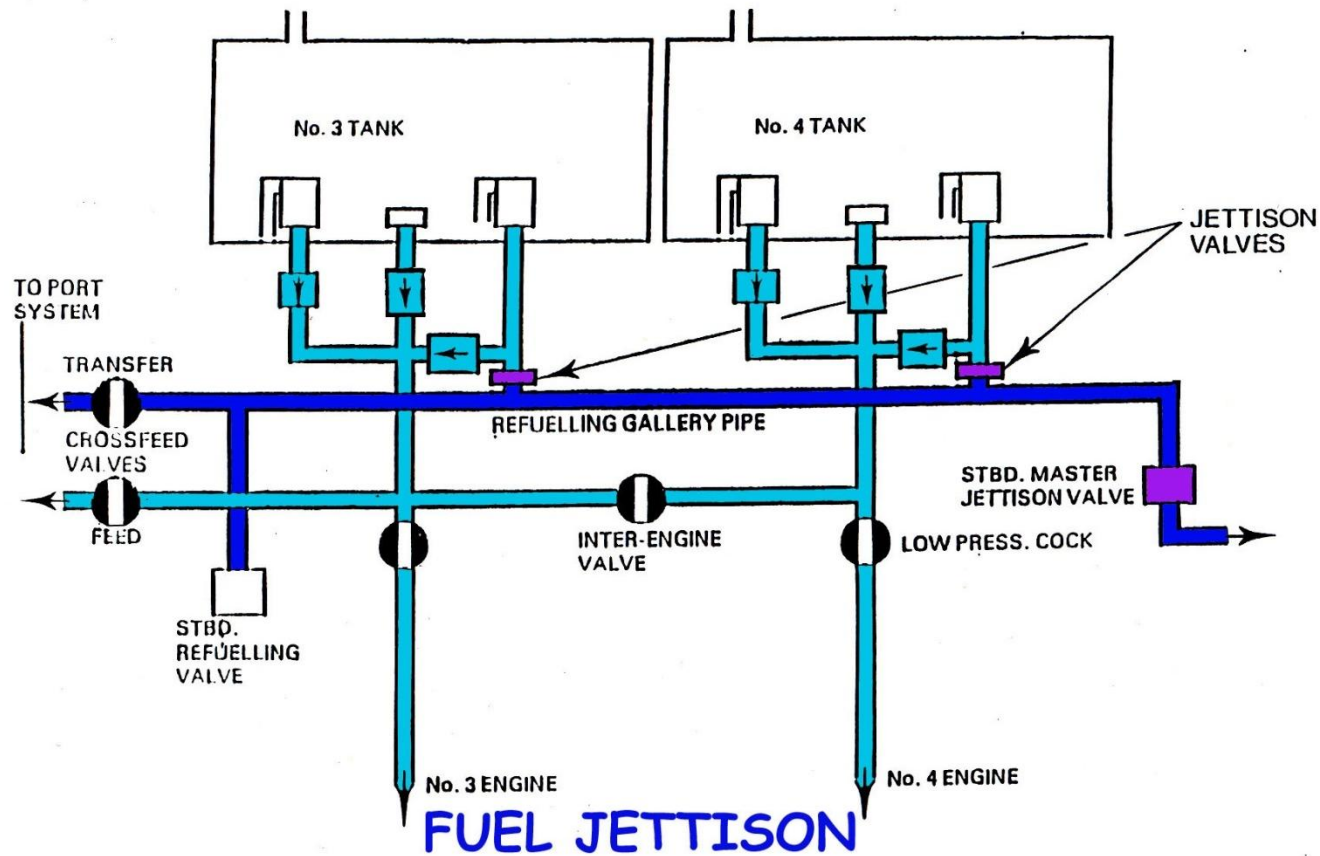 No. 3 TANK
No. 4 TANK
JETTISON
VALVES
TO PORT
SYSTEM
TRANSFER
CROSSFEED
VALVES
REFUELLING GALLERY PIPE
STBD. MASTER
JETTISON VALVE
FEED
INTER-ENGINE
VALVE
LOW PRESS. COCK
STBD.
REFUELLING
VALVE
No. 3 ENGINE
No. 4 ENGINE
FUEL JETTISON